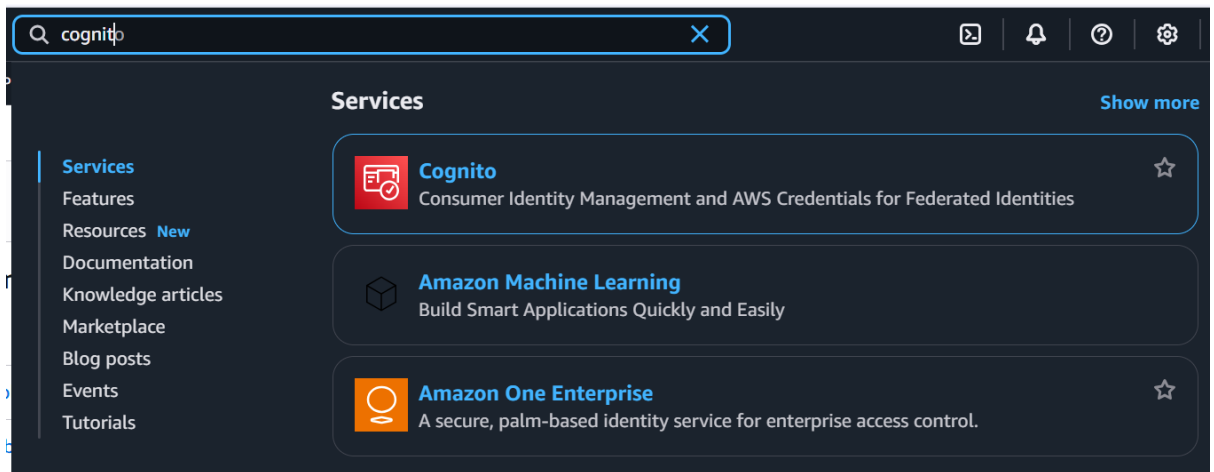 cognito
Services
Show more
Services
Features
Resources New
Documentation
Knowledge articles
Marketplace
Blog posts
Events
Tutorials
Cognito
Consumer Identity Management and AWS Credentials for Federated Identities
Amazon Machine Learning
Build Smart Applications Quickly and Easily
Amazon One Enterprise
A secure, palm-based identity service for enterprise access control.